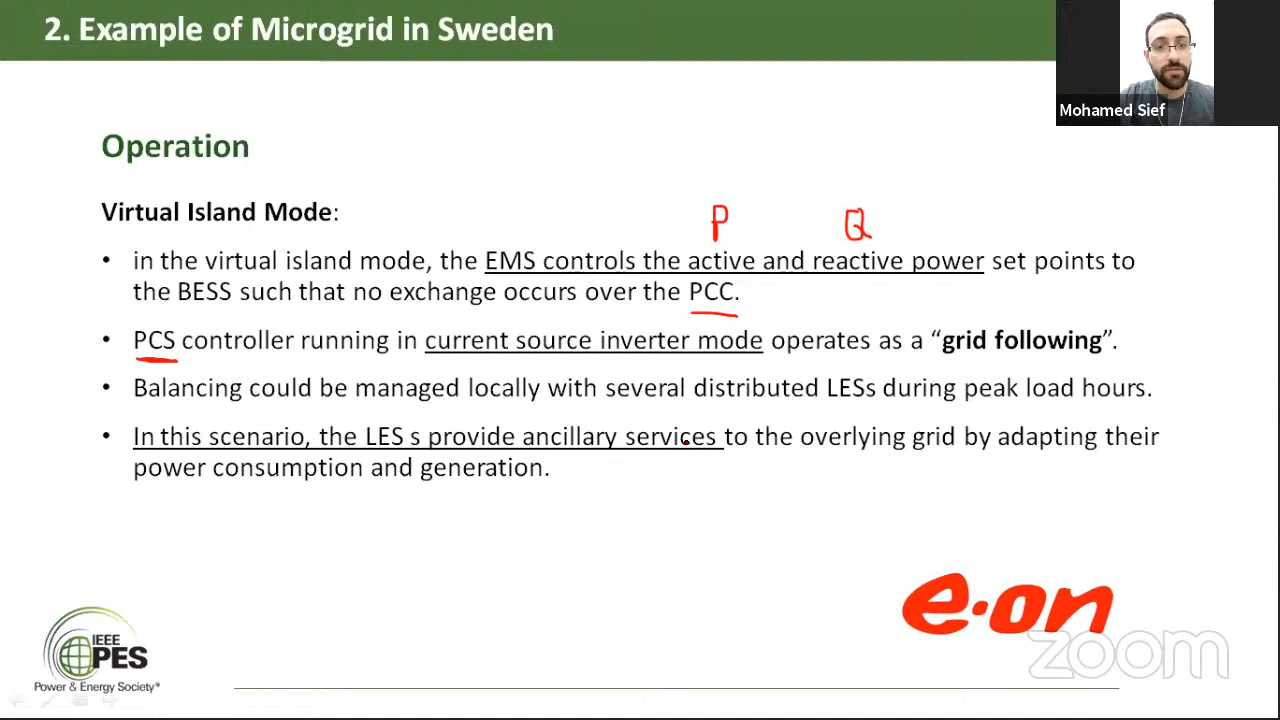 2. Example of Microgrid in Sweden
Mohamed Sief
Operation
Virtual Island Mode:
P Q
• in the virtual island mode, the EMS controls the active and reactive power set points to
the BESS such that no exchange occurs over the PCC.
• PCS controller running in current source inverter mode operates as a “grid following”.
• Balancing could be managed locally with several distributed LESs during peak load hours.
• In this scenario, the LES s provide ancillary services to the overlying grid by adapting their
power consumption and generation.
e·on
zoom
IEEE
PES
Power & Energy Society®